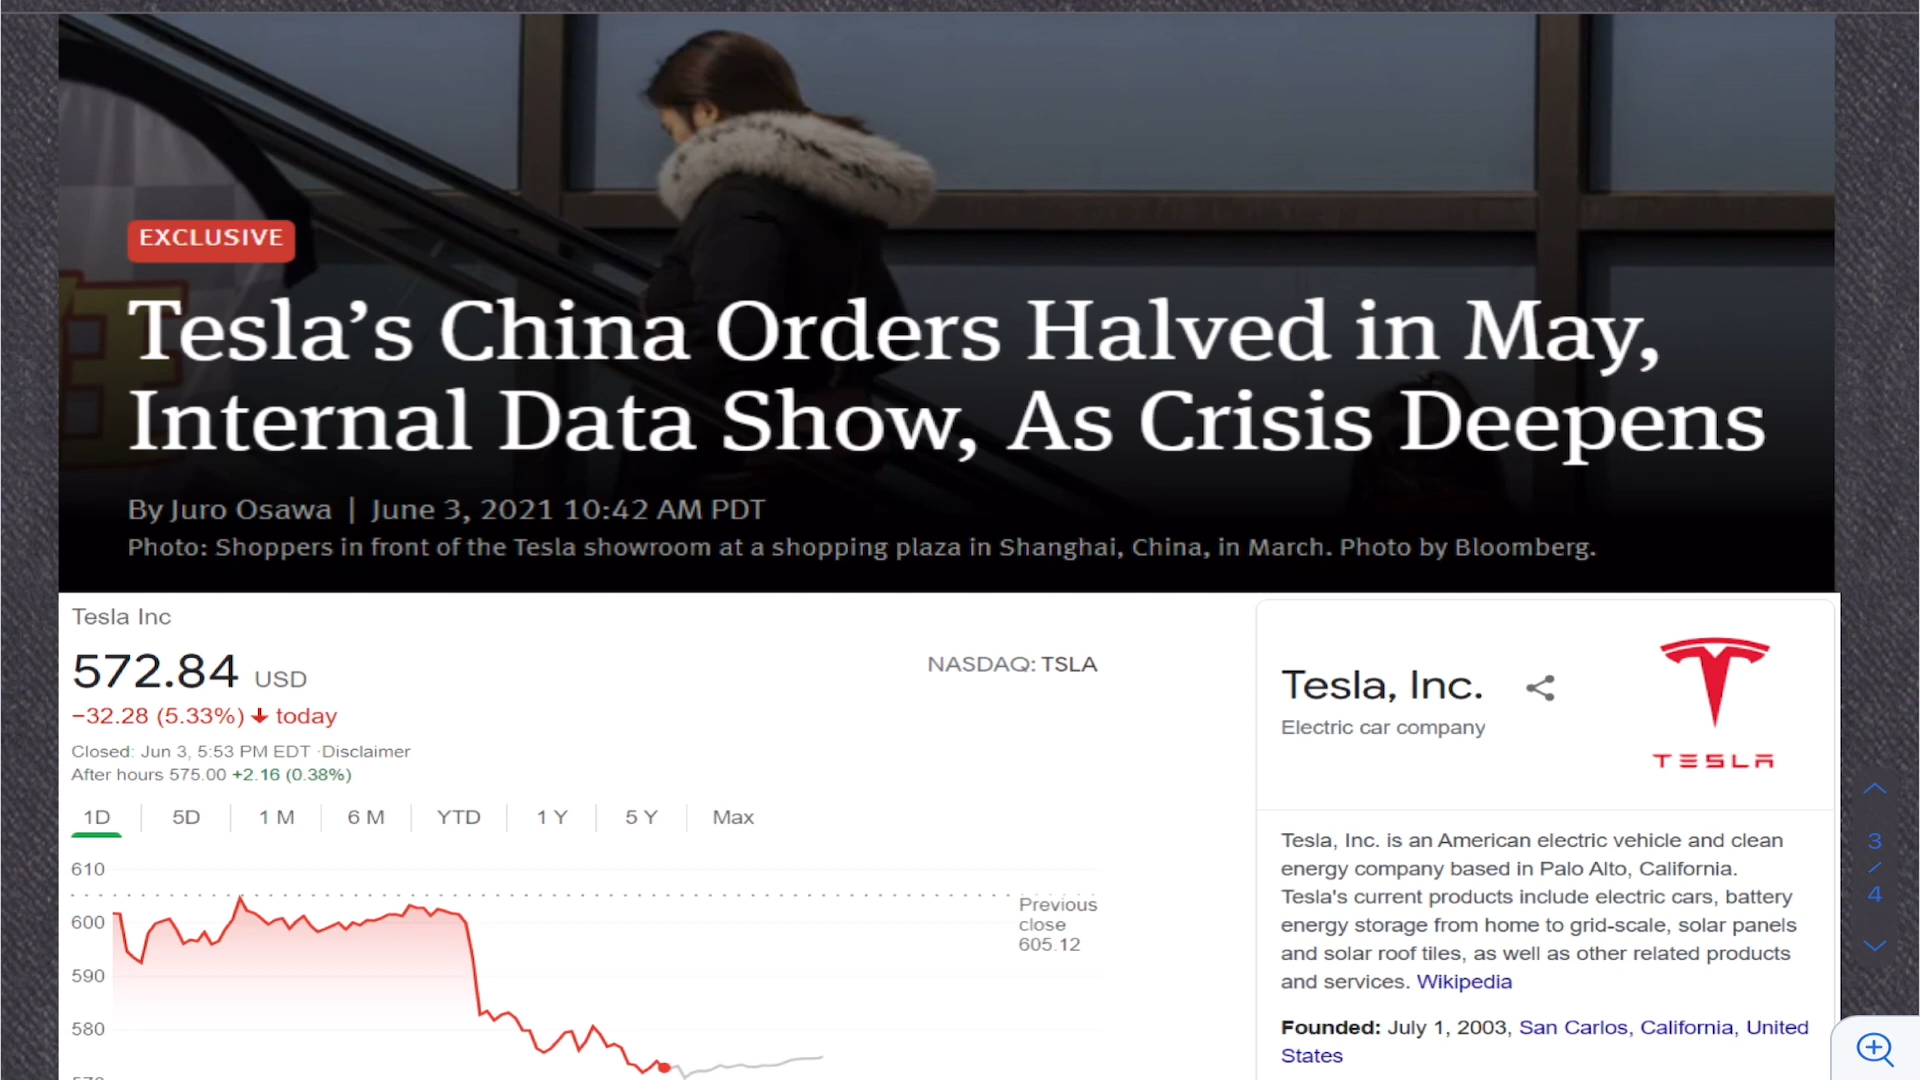 EXCLUSIVE
Tesla’s China Orders Halved in May,
Internal Data Show, As Crisis Deepens
By Juro Osawa | June 3, 2021 10:42 AM PDT
Photo: Shoppers in front of the Tesla showroom at a shopping plaza in Shanghai, China, in March. Photo by Bloomberg.
Tesla Inc
572.84 USD
NASDAQ: TSLA
−32.28 (5.33%) ↓ today
Closed: Jun 3, 5:53 PM EDT ·Disclaimer
After hours 575.00 +2.16 (0.38%)
1D 5D 1 M 6 M YTD 1 Y 5 Y Max
610
600
590
580
Previous
close
605.12
Tesla, Inc.
Electric car company
TESLA
Tesla, Inc. is an American electric vehicle and clean
energy company based in Palo Alto, California.
Tesla's current products include electric cars, battery
energy storage from home to grid-scale, solar panels
and solar roof tiles, as well as other related products
and services. Wikipedia
Founded: July 1, 2003, San Carlos, California, United
States
3
/
4